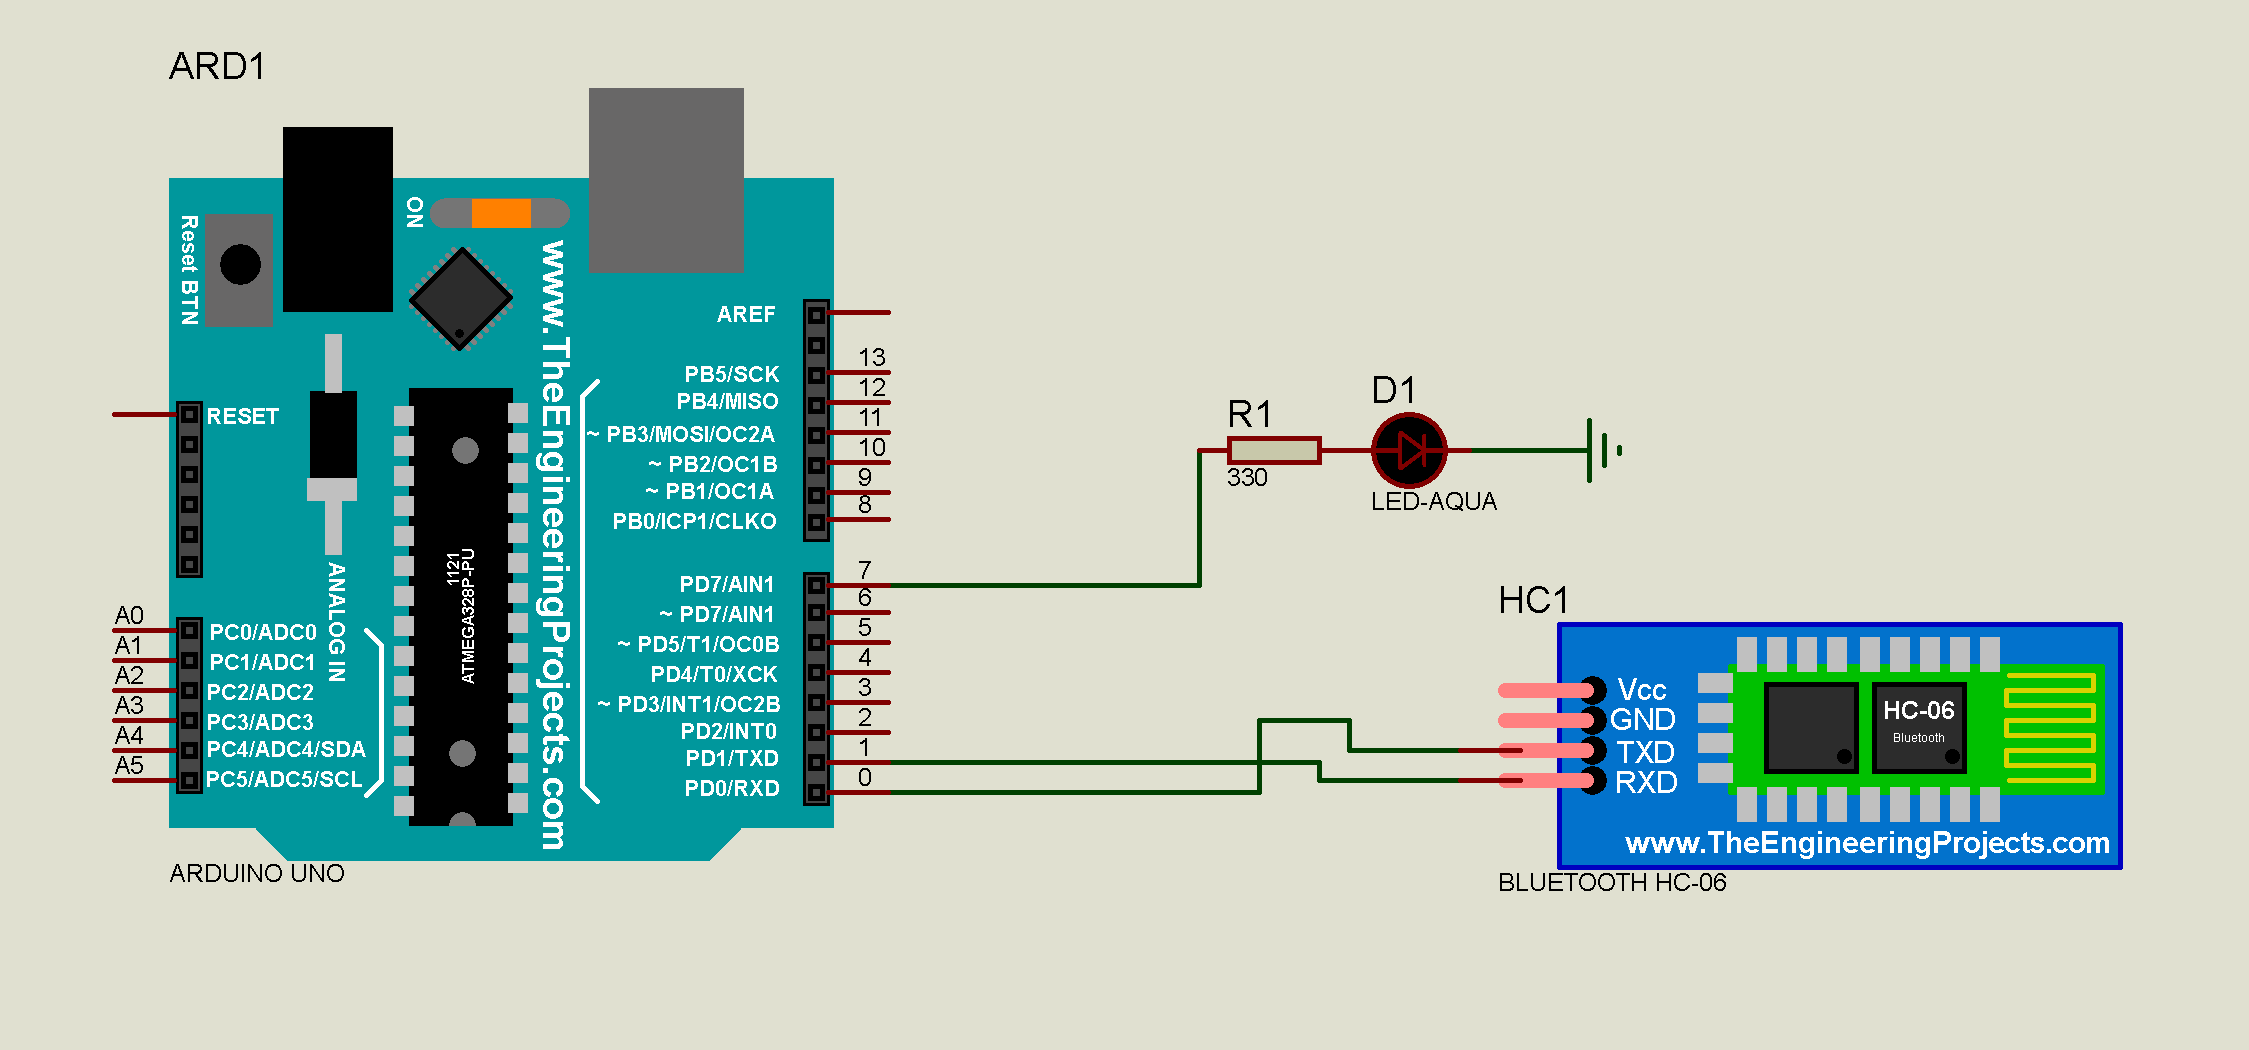 ARD1
Reset BTN
ON
www.TheEngineeringProjects.com
AREF
13
PB5/SCK
12
PB4/MISO
11
~ PB3/MOSI/OC2A
10
~ PB2/OC1B
9
~ PB1/OC1A
8
PB0/ICP1/CLKO
RESET
1121
ATMEGA328P-PU
ANALOG IN
7
PD7/AIN1
6
~ PD7/AIN1
5
~ PD5/T1/OC0B
4
PD4/T0/XCK
3
~ PD3/INT1/OC2B
2
PD2/INT0
1
PD1/TXD
0
PD0/RXD
A0
PC0/ADC0
A1
PC1/ADC1
A2
PC2/ADC2
A3
PC3/ADC3
A4
PC4/ADC4/SDA
A5
PC5/ADC5/SCL
ARDUINO UNO
R1
330
D1
LED-AQUA
HC1
Vcc
GND
TXD
RXD
HC-06
Bluetooth
www.TheEngineeringProjects.com
BLUETOOTH HC-06